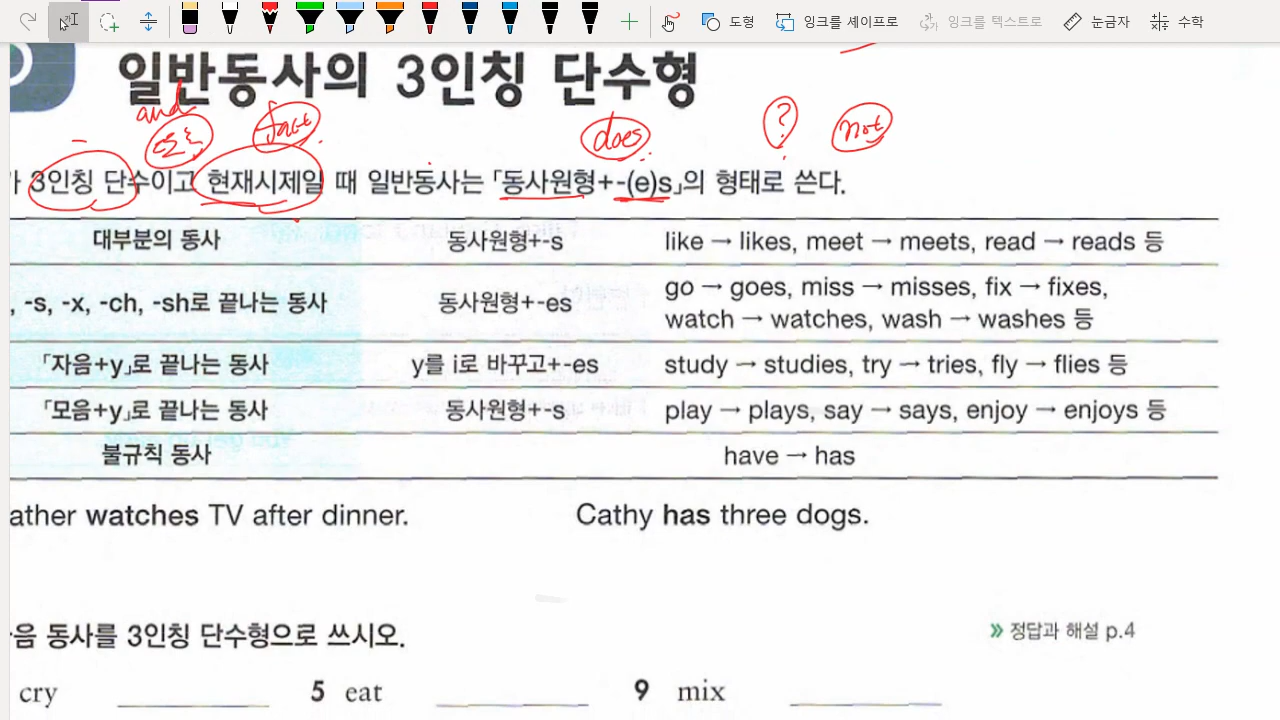 도형 잉크를 셰이프로 잉크를 텍스트로 눈금자 수학
일반동사의 3인칭 단수형
and
does ? not
가 3인칭 단수이고 현재시제일 때 일반동사는 「동사원형+-(e)s」의 형태로 쓴다.
대부분의 동사 동사원형+-s like → likes, meet → meets, read → reads 등
, -s, -x, -ch, -sh로 끝나는 동사 동사원형+-es go → goes, miss → misses, fix → fixes,
watch → watches, wash → washes 등
「자음+y」로 끝나는 동사 y를 i로 바꾸고+-es study → studies, try → tries, fly → flies 등
「모음+y」로 끝나는 동사 동사원형+-s play → plays, say → says, enjoy → enjoys 등
불규칙 동사 have → has
ather watches TV after dinner. Cathy has three dogs.
음 동사를 3인칭 단수형으로 쓰시오. » 정답과 해설 p.4
cry 5 eat 9 mix